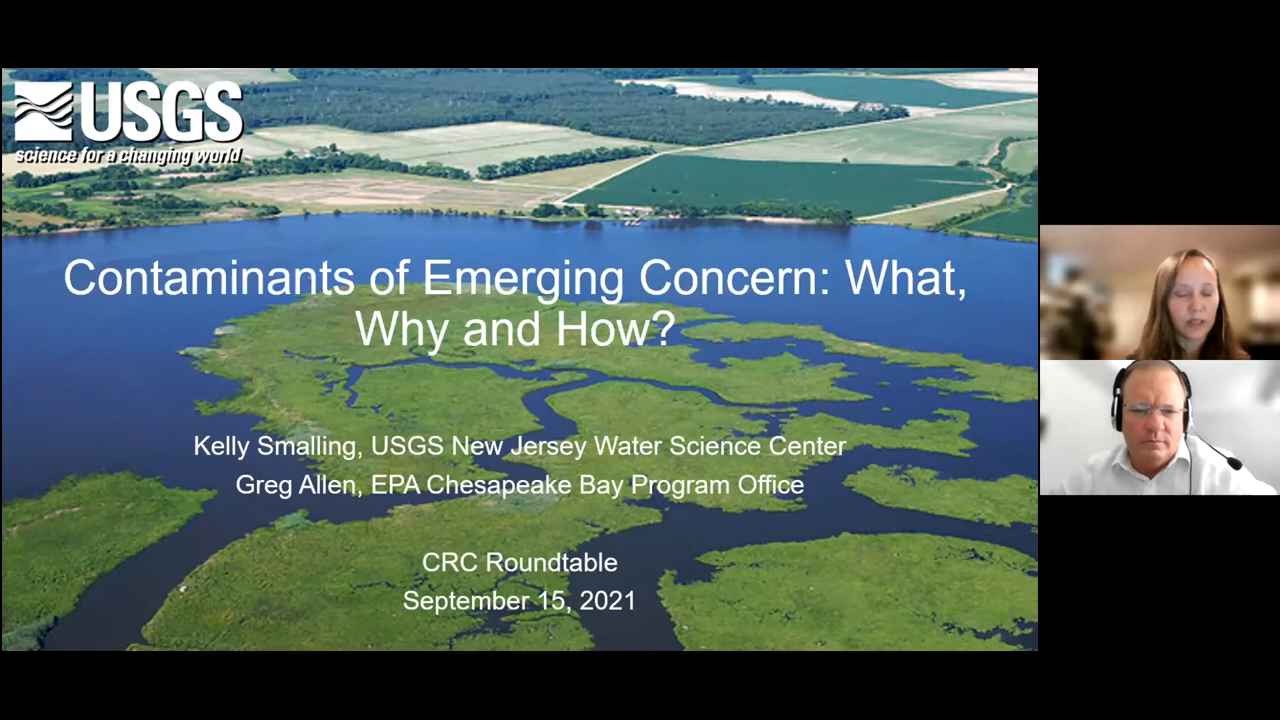 USGS
science for a changing world
Contaminants of Emerging Concern: What,
Why and How?
Kelly Smalling, USGS New Jersey Water Science Center
Greg Allen, EPA Chesapeake Bay Program Office
CRC Roundtable
September 15, 2021